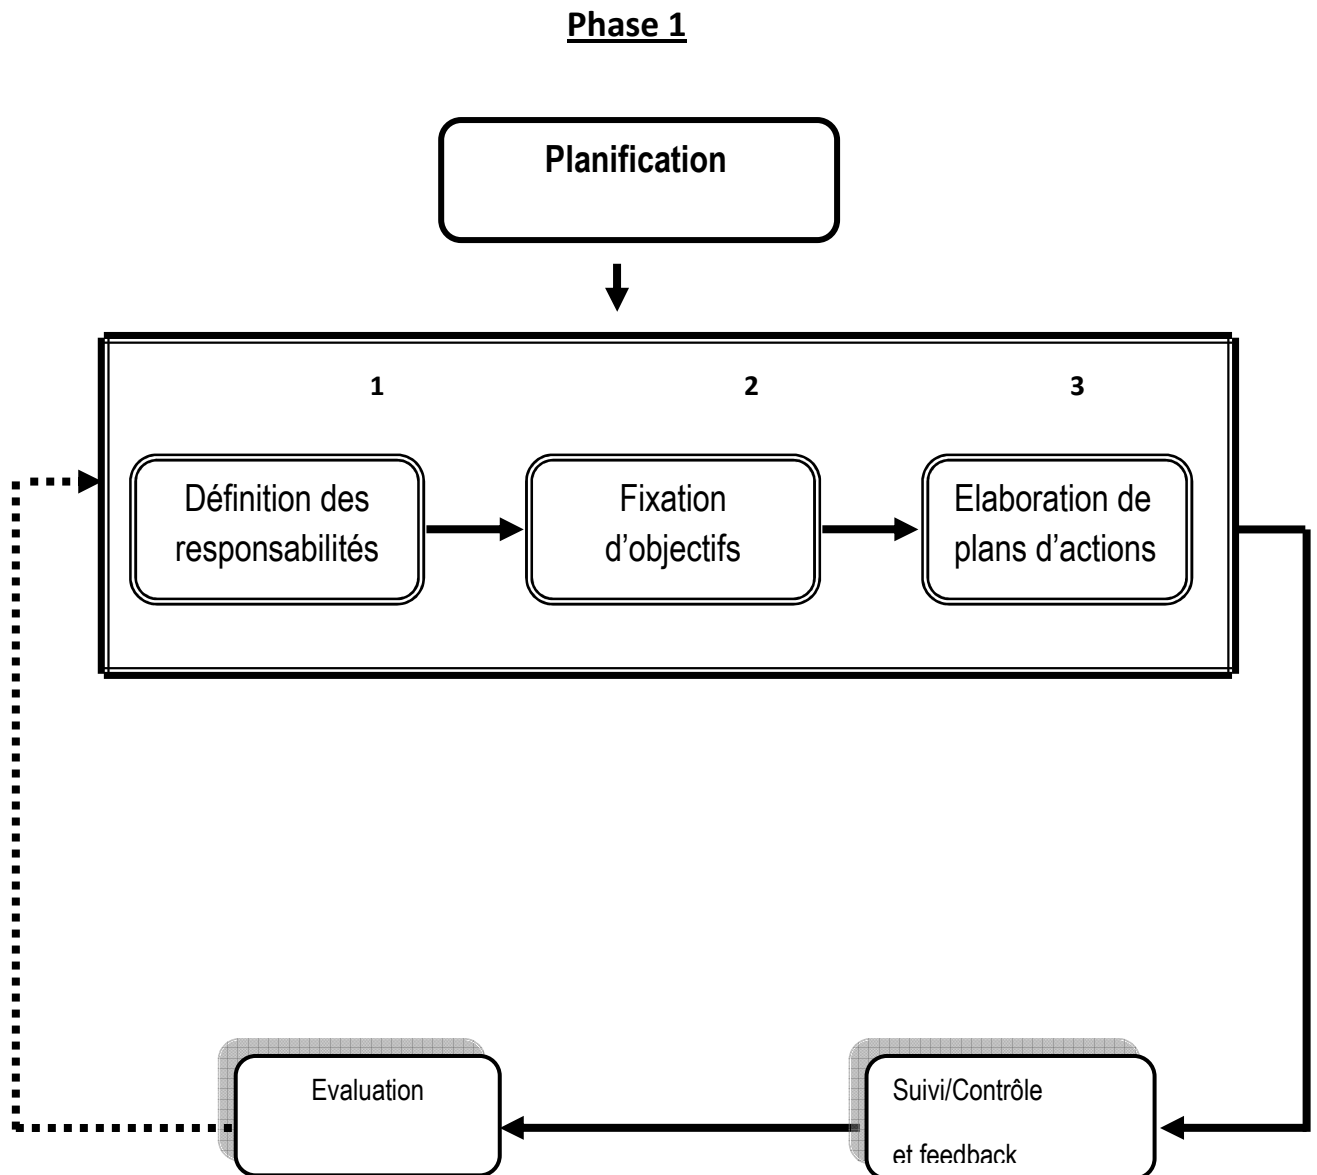 Phase 1
Planification
1 2 3
Définition des
responsabilités
Fixation
d’objectifs
Elaboration de
plans d’actions
Evaluation
Suivi/Contrôle
et feedback